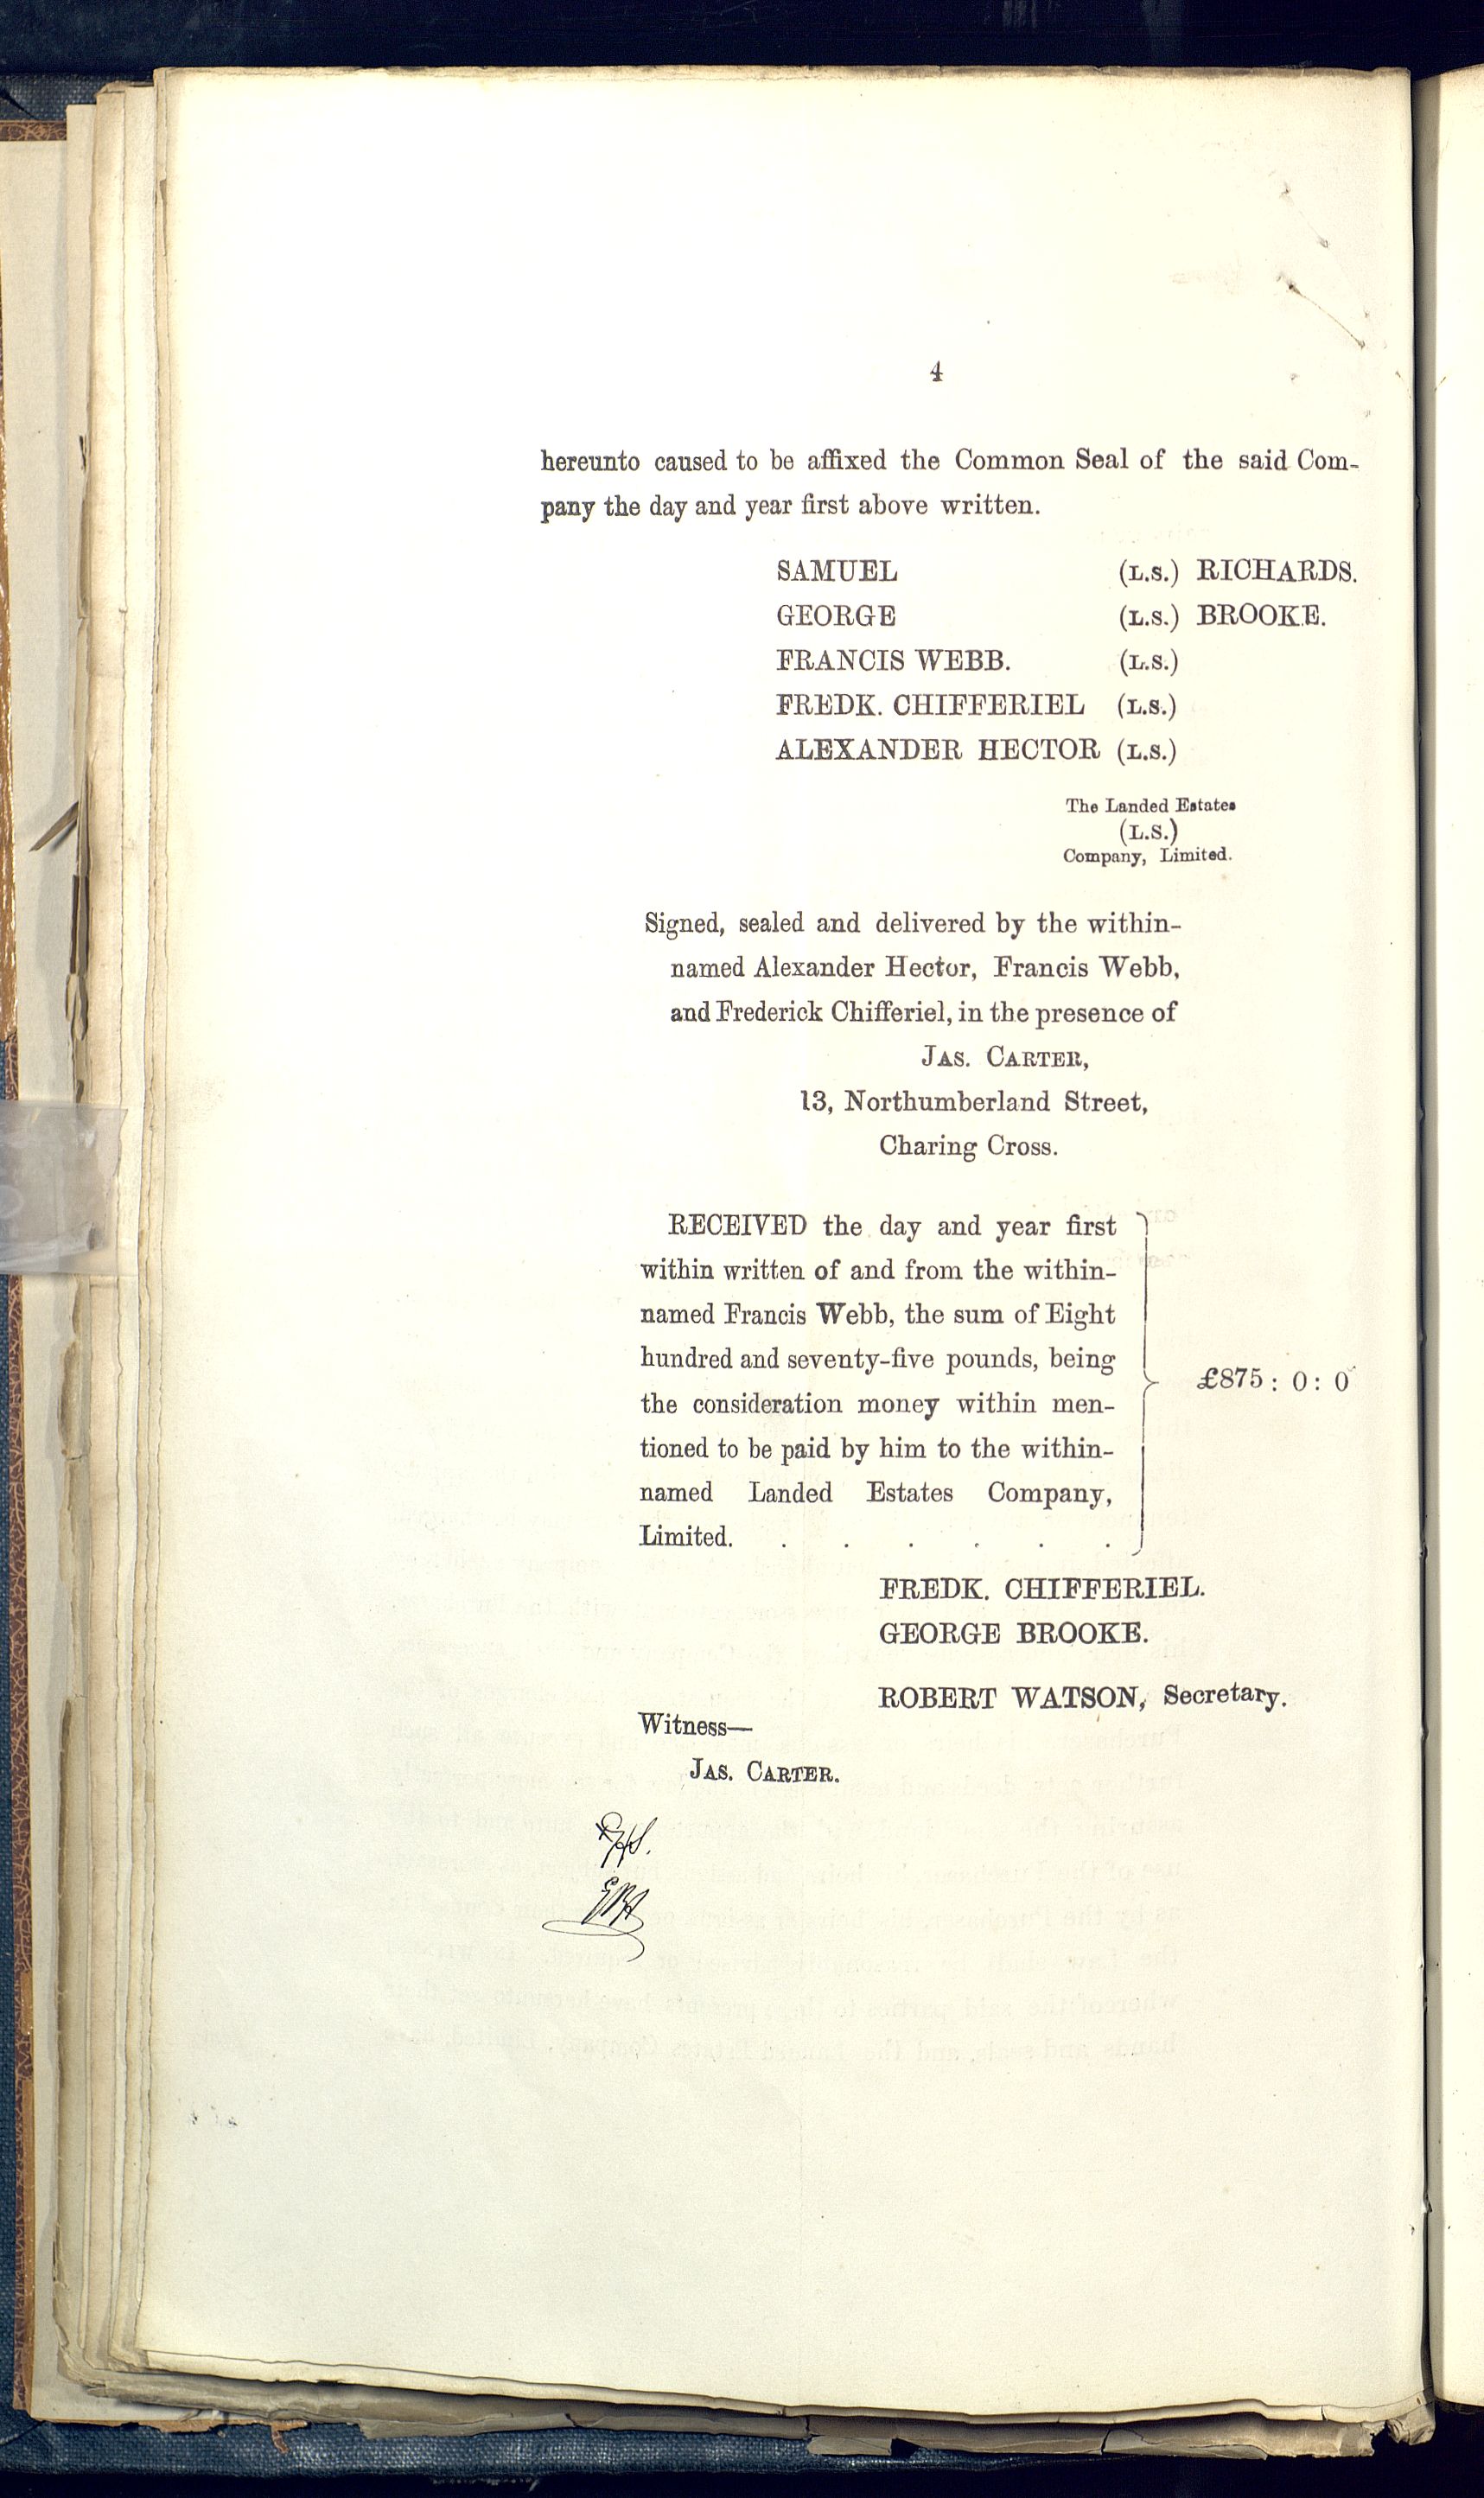 4
hereunto caused to be affixed the Common Seal of the said Com-
pany the day and year first above written.
SAMUEL (L.S.) RICHARDS.
GEORGE (L.S.) BROOKE.
FRANCIS WEBB. (L.S.)
FREDK. CHIFFERIEL (L.S.)
ALEXANDER HECTOR (L.S.)
The Landed Estates
(L.S.)
Company, Limited.
Signed, sealed and delivered by the within-
named Alexander Hector, Francis Webb,
and Frederick Chifferiel, in the presence of
JAS. CARTER,
13, Northumberland Street,
Charing Cross.
RECEIVED the day and year first
within written of and from the within-
named Francis Webb, the sum of Eight
hundred and seventy-five pounds, being
the consideration money within men-
tioned to be paid by him to the within-
named Landed Estates Company,
Limited. . . . . . .
£875 : 0 : 0
FREDK. CHIFFERIEL.
GEORGE BROOKE.
ROBERT WATSON, Secretary.
Witness—
JAS. CARTER.